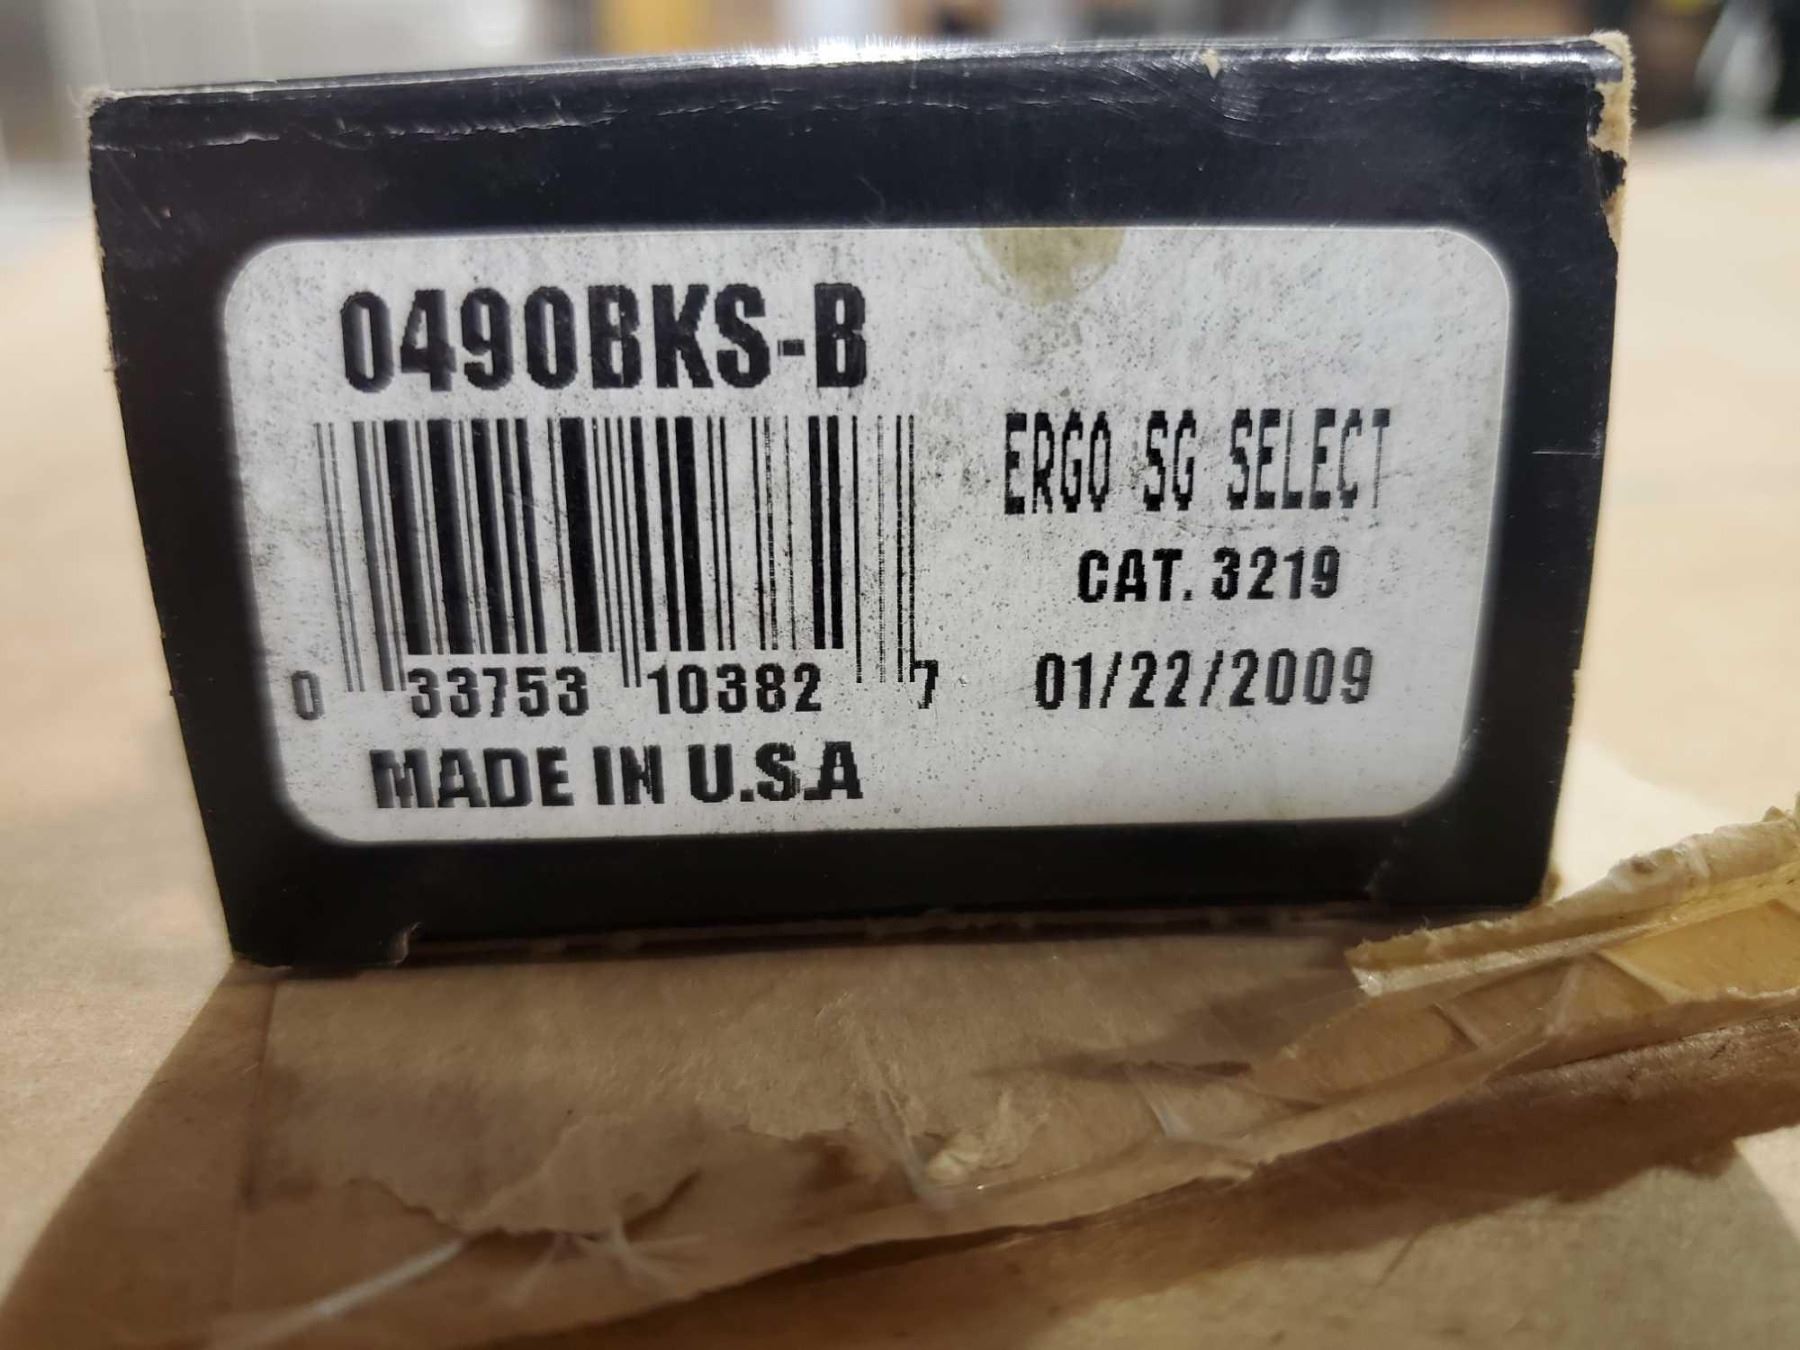 0490BKS-B
ERGO SG SELECT
CAT. 3219
0 33753 10382 7
01/22/2009
MADE IN U.S.A